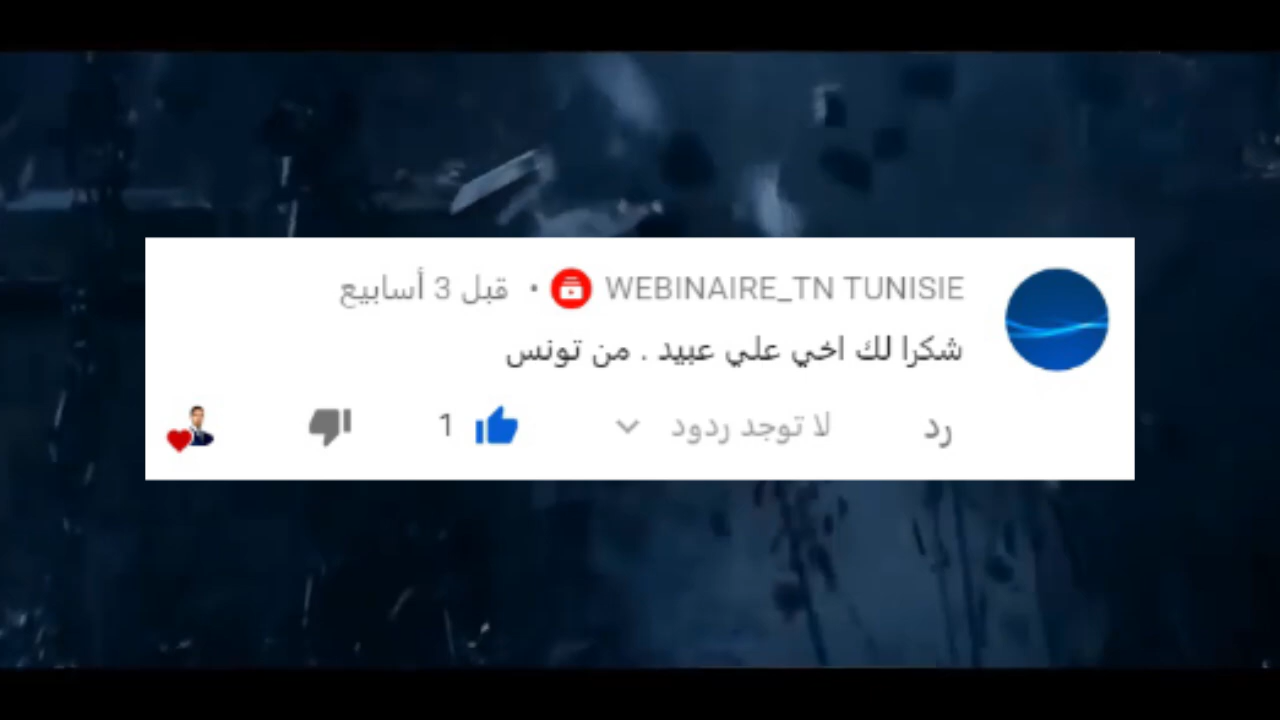 WEBINAIRE_TN TUNISIE • قبل 3 أسابيع
شكرا لك اخي علي عبيد . من تونس
رد لا توجد ردود 1